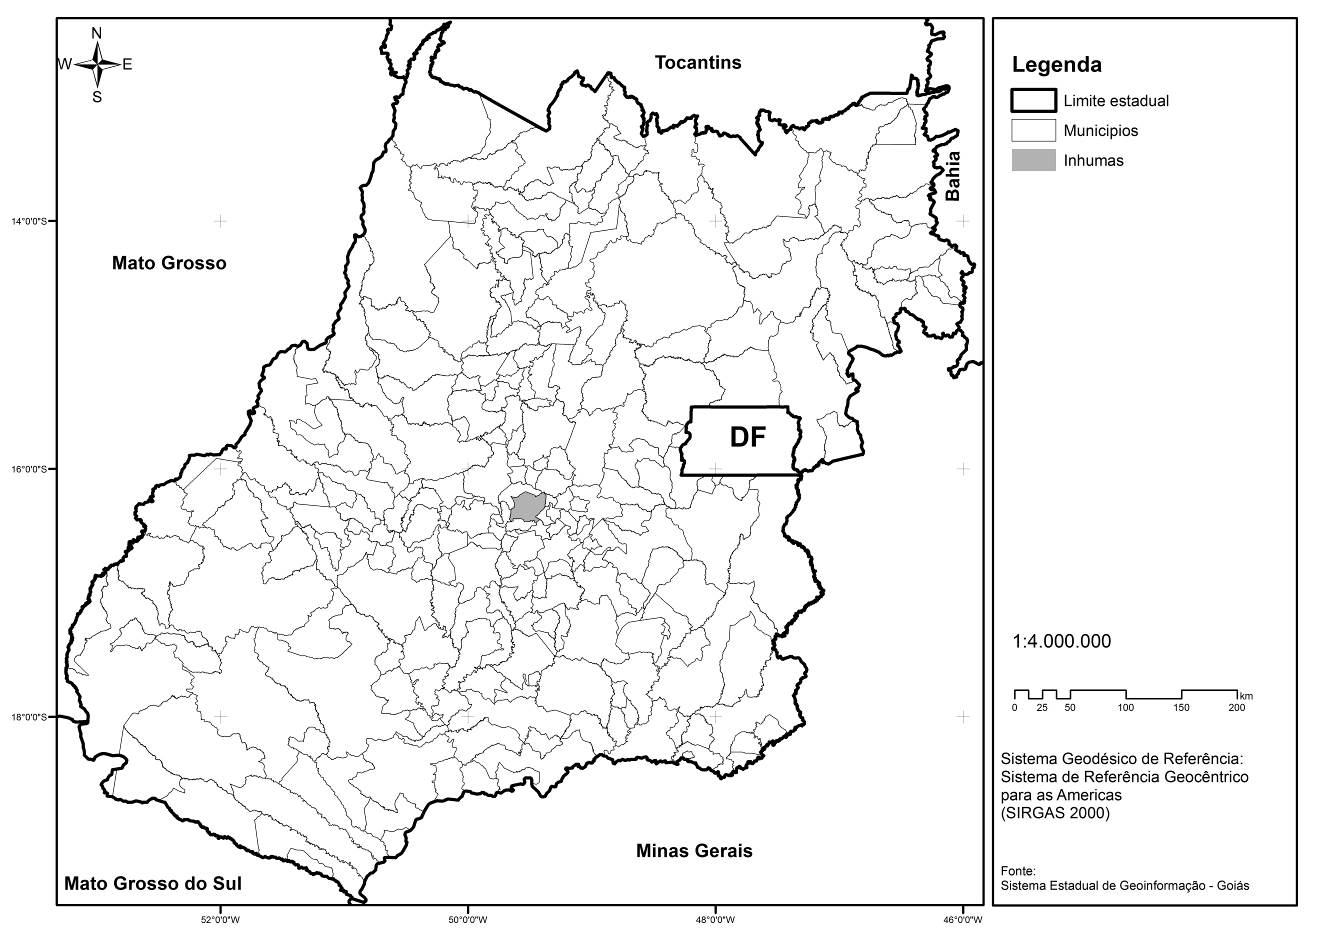 N
W E
S
Tocantins
Bahia
Mato Grosso
DF
Minas Gerais
Mato Grosso do Sul
14°0'0"S
16°0'0"S
18°0'0"S
52°0'0"W
50°0'0"W
48°0'0"W
46°0'0"W
Legenda
Limite estadual
Municipios
Inhumas
1:4.000.000
km
0 25 50 100 150 200
Sistema Geodésico de Referência:
Sistema de Referência Geocêntrico
para as Americas
(SIRGAS 2000)
Fonte:
Sistema Estadual de Geoinformação - Goiás